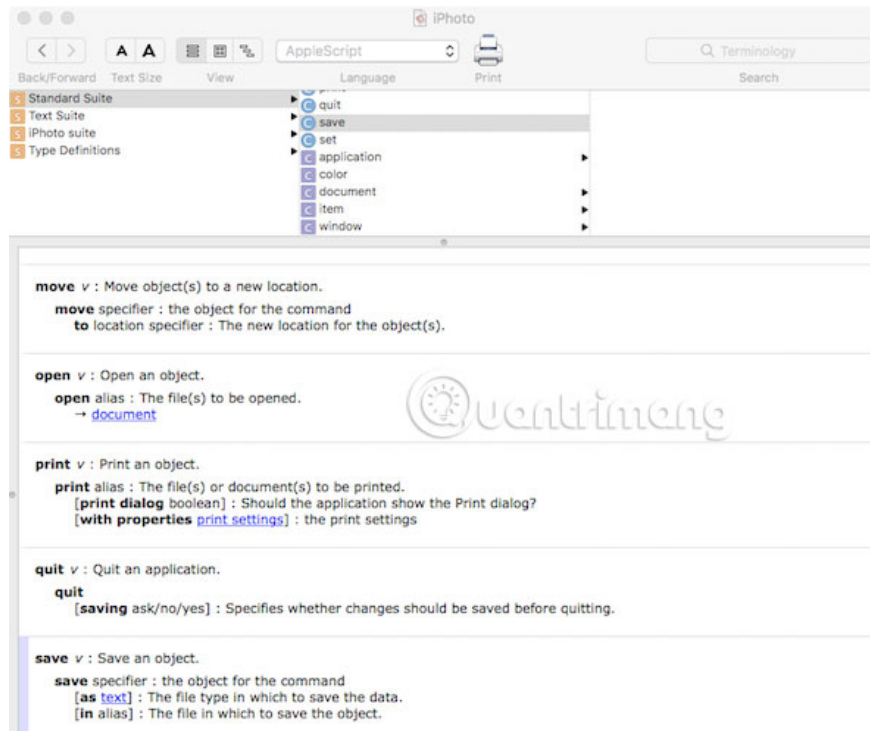 iPhoto
A A
AppleScript
Terminology
Back/Forward Text Size View Language Print Search
S Standard Suite
S Text Suite
S iPhoto suite
S Type Definitions
C print
C quit
C save
C set
C application
C color
C document
C item
C window
move v : Move object(s) to a new location.
move specifier : the object for the command
to location specifier : The new location for the object(s).
open v : Open an object.
open alias : The file(s) to be opened.
→ document
Quantrimang
print v : Print an object.
print alias : The file(s) or document(s) to be printed.
[print dialog boolean] : Should the application show the Print dialog?
[with properties print settings] : the print settings
quit v : Quit an application.
quit
[saving ask/no/yes] : Specifies whether changes should be saved before quitting.
save v : Save an object.
save specifier : the object for the command
[as text] : The file type in which to save the data.
[in alias] : The file in which to save the object.